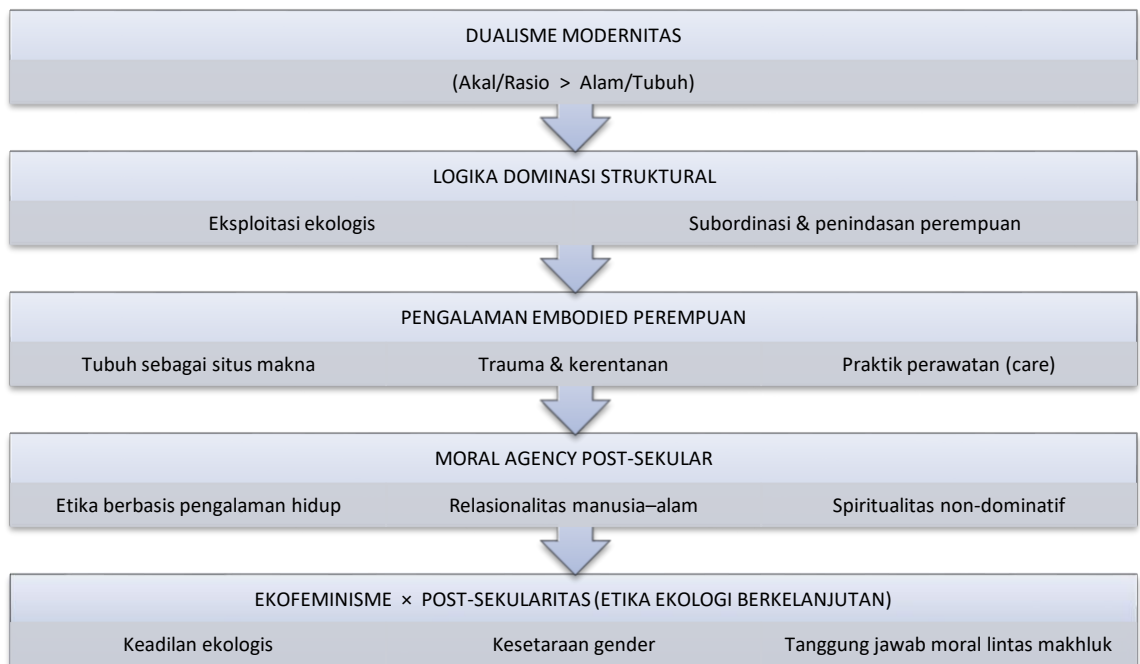 DUALISME MODERNITAS
(Akal/Rasio > Alam/Tubuh)
LOGIKA DOMINASI STRUKTURAL
Eksploitasi ekologis Subordinasi & penindasan perempuan
PENGALAMAN EMBODIED PEREMPUAN
Tubuh sebagai situs makna Trauma & kerentanan Praktik perawatan (care)
MORAL AGENCY POST-SEKULAR
Etika berbasis pengalaman hidup Relasionalitas manusia–alam Spiritualitas non-dominatif
EKOFEMINISME × POST-SEKULARITAS (ETIKA EKOLOGI BERKELANJUTAN)
Keadilan ekologis Kesetaraan gender Tanggung jawab moral lintas makhluk